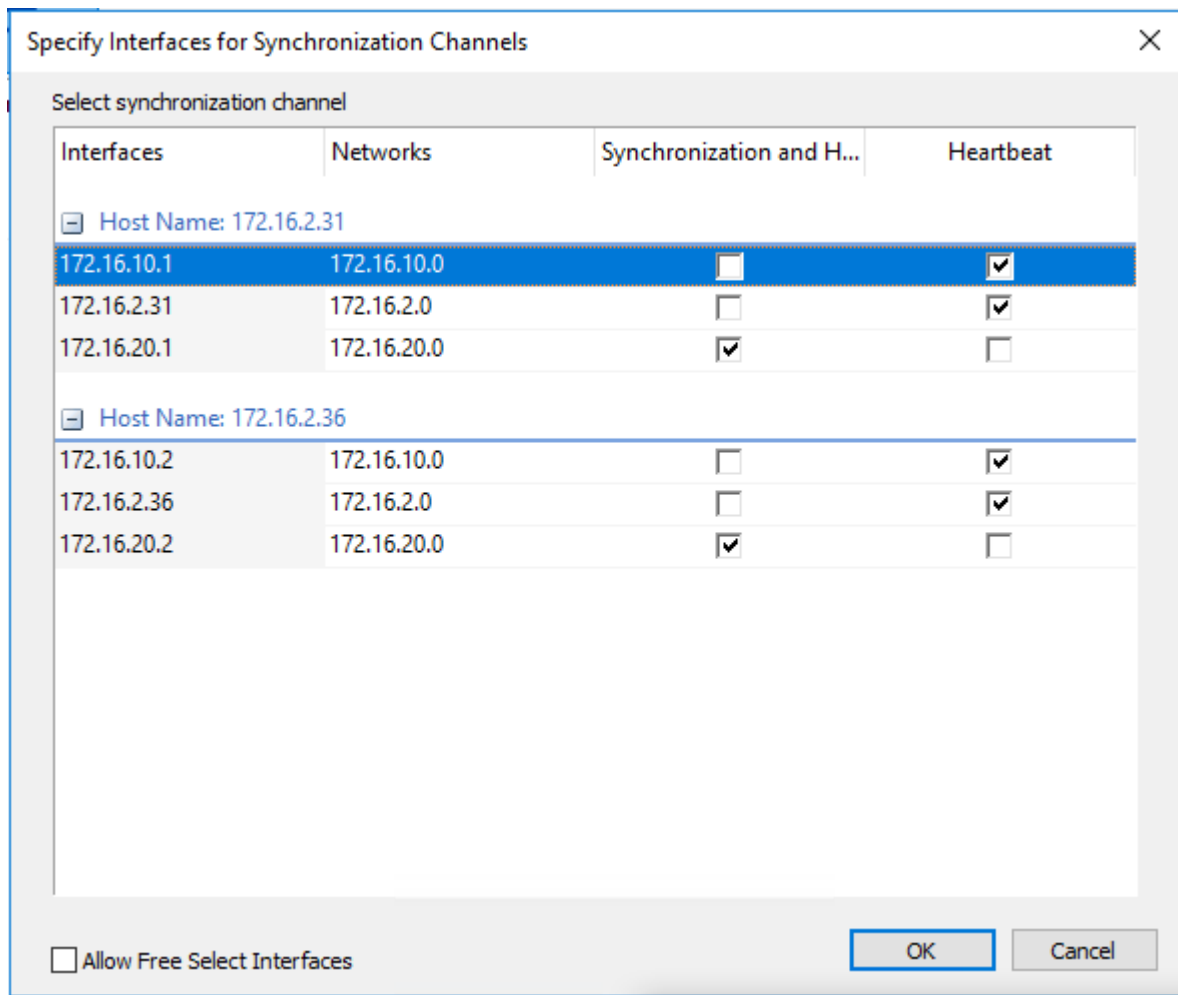 Specify Interfaces for Synchronization Channels
Select synchronization channel
Interfaces Networks Synchronization and H... Heartbeat
Host Name: 172.16.2.31
172.16.10.1 172.16.10.0
172.16.2.31 172.16.2.0
172.16.20.1 172.16.20.0
Host Name: 172.16.2.36
172.16.10.2 172.16.10.0
172.16.2.36 172.16.2.0
172.16.20.2 172.16.20.0
Allow Free Select Interfaces OK Cancel